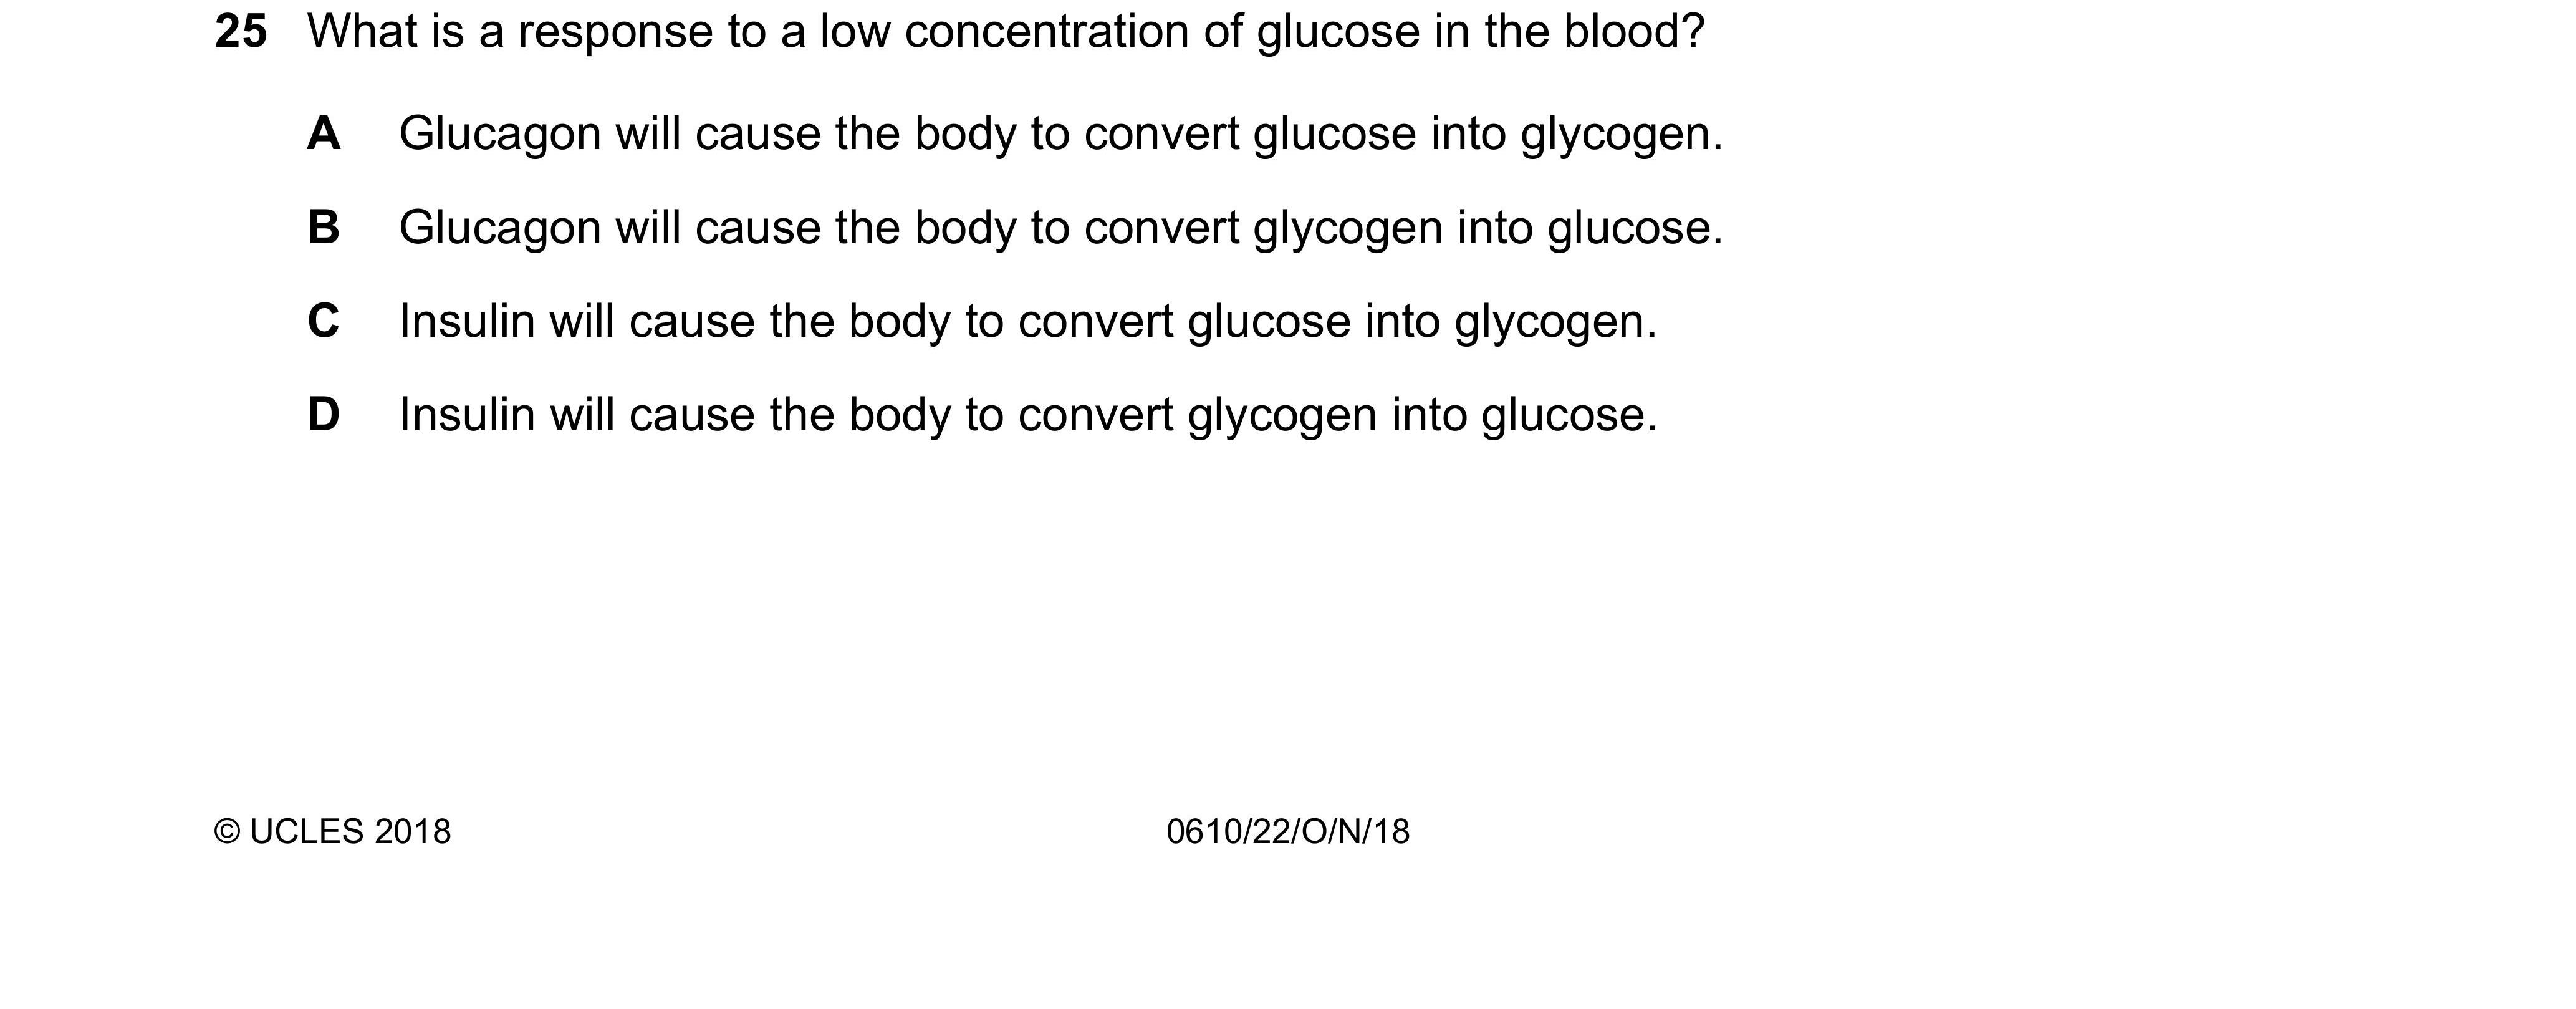 25 What is a response to a low concentration of glucose in the blood?
A Glucagon will cause the body to convert glucose into glycogen.
B Glucagon will cause the body to convert glycogen into glucose.
C Insulin will cause the body to convert glucose into glycogen.
D Insulin will cause the body to convert glycogen into glucose.
© UCLES 2018 0610/22/O/N/18